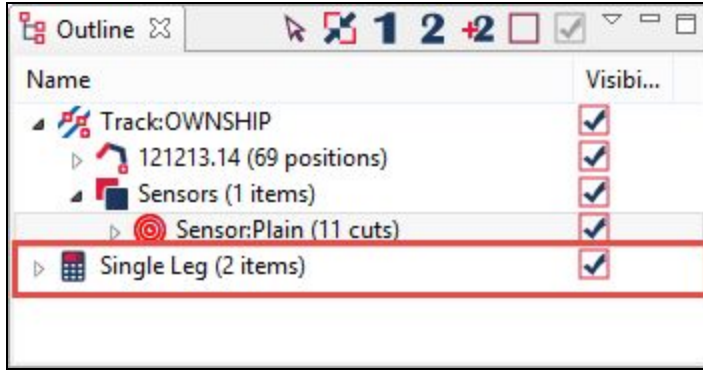 Outline
1 2 +2
Name Visibi...
Track:OWNSHIP
121213.14 (69 positions)
Sensors (1 items)
Sensor:Plain (11 cuts)
Single Leg (2 items)